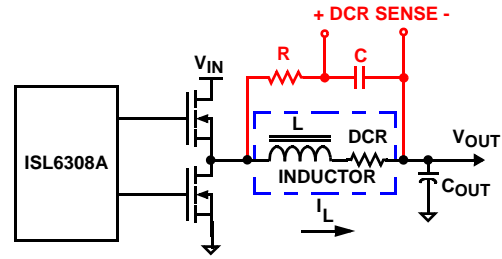 + DCR SENSE -
R
C
VIN
L
DCR
VOUT
ISL6308A
INDUCTOR
COUT
IL